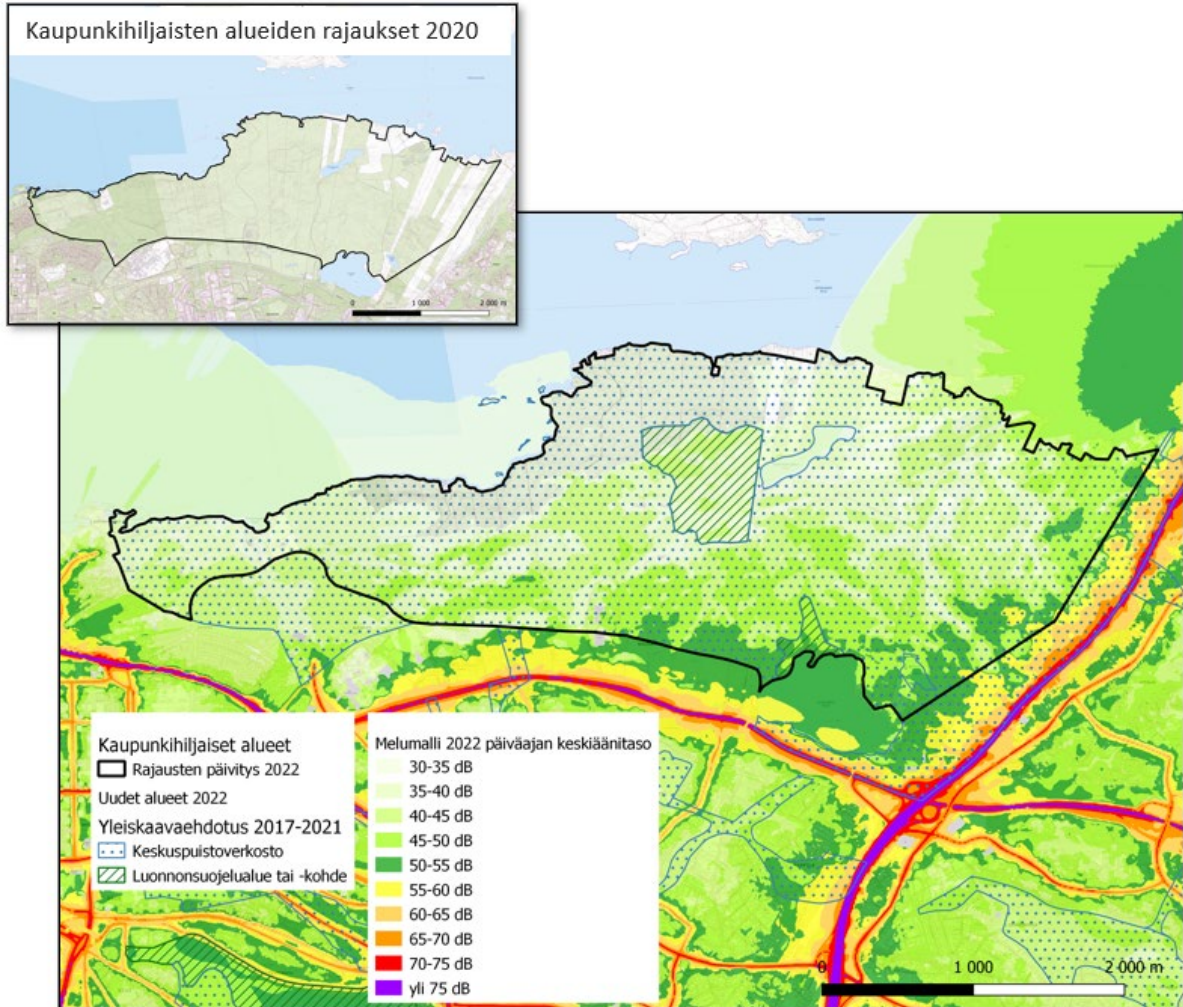 Kaupunkihiljaisten alueiden rajaukset 2020
0 1 000 2 000 m
Kaupunkihiljaiset alueet
Rajausten päivitys 2022
Uudet alueet 2022
Yleiskaavaehdotus 2017-2021
Keskuspuistoverkosto
Luonnonsuojelualue tai -kohde
Melumalli 2022 päiväajan keskiäänitaso
30-35 dB
35-40 dB
40-45 dB
45-50 dB
50-55 dB
55-60 dB
60-65 dB
65-70 dB
70-75 dB
yli 75 dB
0 1 000 2 000 m